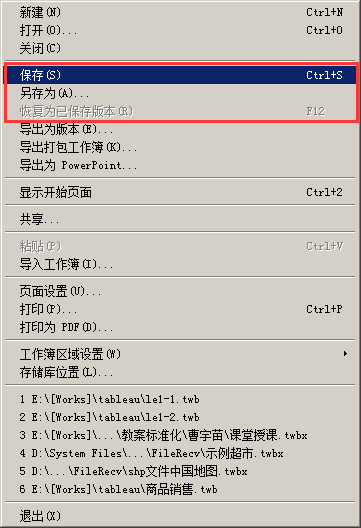 新建(N) Ctrl+N
打开(O)... Ctrl+O
关闭(C)
保存(S) Ctrl+S
另存为(A)...
恢复为已保存版本(R) F12
导出为版本(E)...
导出打包工作簿(K)...
导出为 PowerPoint...
显示开始页面 Ctrl+2
共享...
粘贴(P) Ctrl+V
导入工作簿(I)...
页面设置(U)...
打印(P)... Ctrl+P
打印为 PDF(D)...
工作簿区域设置(W)
存储库位置(L)...
1 E:\[Works]\tableau\le1-1.twb
2 E:\[Works]\tableau\le1-2.twb
3 E:\[Works]\...\教案标准化\曹宇苗\课堂授课.twbx
4 D:\System Files\...\FileRecv\示例超市.twbx
5 D:\...\FileRecv\shp文件中国地图.twbx
6 E:\[Works]\tableau\商品销售.twb
退出(X)